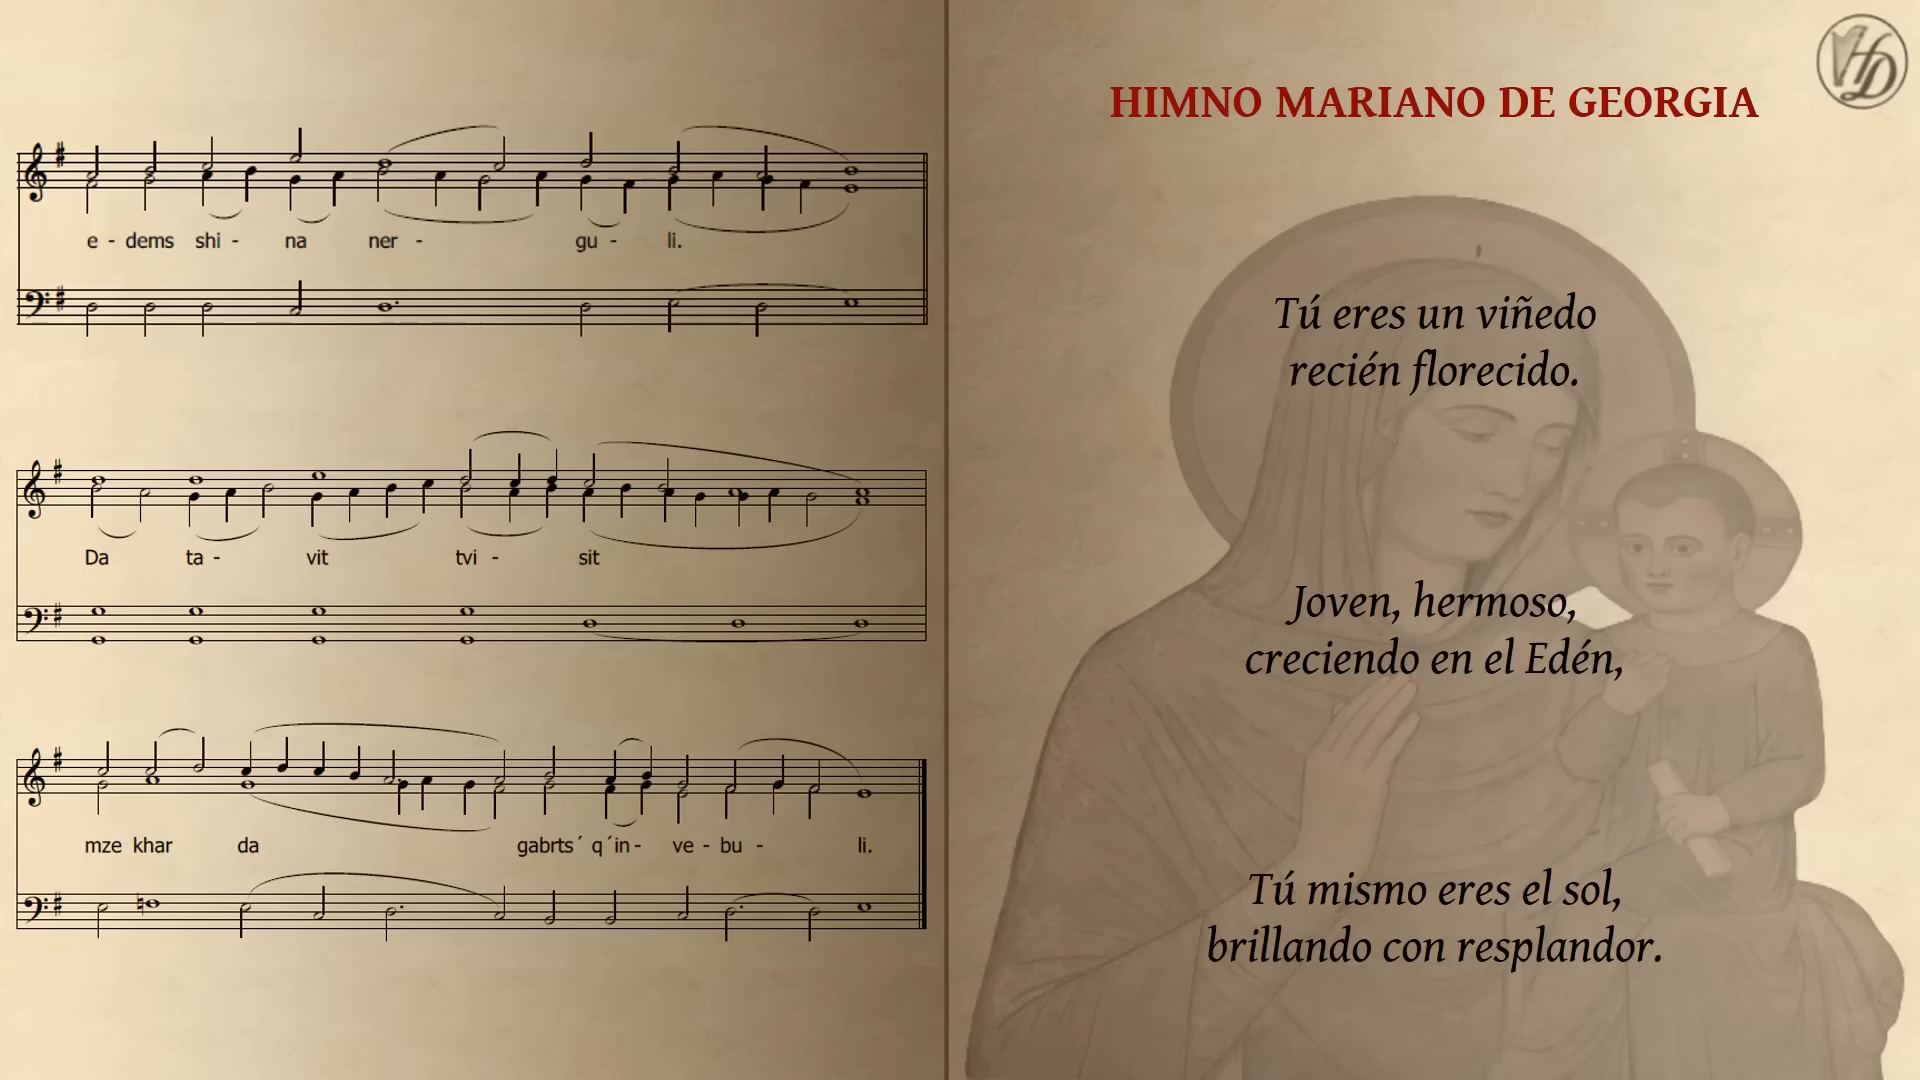 HIMNO MARIANO DE GEORGIA
HD
e - dems shi - na ner - gu - li.
Da ta - vit tvi - sit
mze khar da gabrts´ q´in - ve - bu - li.
Tú eres un viñedo
recién florecido.
Joven, hermoso,
creciendo en el Edén,
Tú mismo eres el sol,
brillando con resplandor.